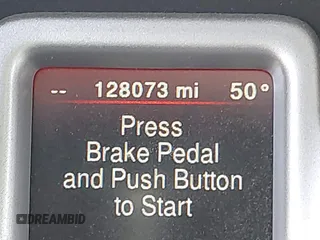 -- 128073 mi 50°
Press
Brake Pedal
and Push Button
to Start
DREAMBID